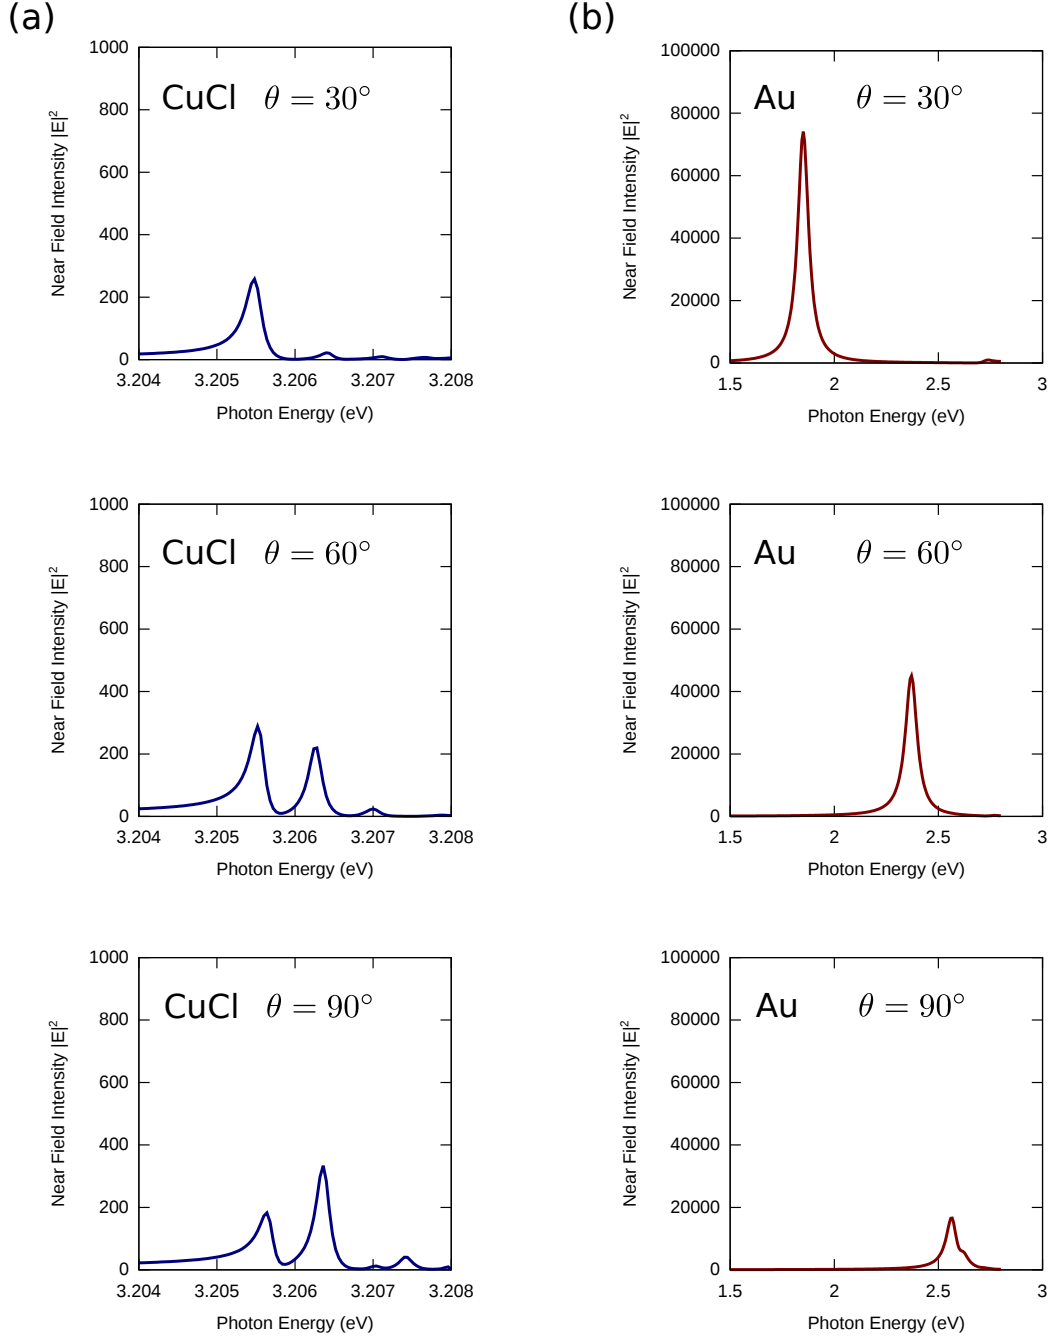 (a)
(b)
CuCl θ = 30°
Near Field Intensity |E|²
1000
800
600
400
200
0
3.204 3.205 3.206 3.207 3.208
Photon Energy (eV)
Au θ = 30°
Near Field Intensity |E|²
100000
80000
60000
40000
20000
0
1.5 2 2.5 3
Photon Energy (eV)
CuCl θ = 60°
Near Field Intensity |E|²
1000
800
600
400
200
0
3.204 3.205 3.206 3.207 3.208
Photon Energy (eV)
Au θ = 60°
Near Field Intensity |E|²
100000
80000
60000
40000
20000
0
1.5 2 2.5 3
Photon Energy (eV)
CuCl θ = 90°
Near Field Intensity |E|²
1000
800
600
400
200
0
3.204 3.205 3.206 3.207 3.208
Photon Energy (eV)
Au θ = 90°
Near Field Intensity |E|²
100000
80000
60000
40000
20000
0
1.5 2 2.5 3
Photon Energy (eV)